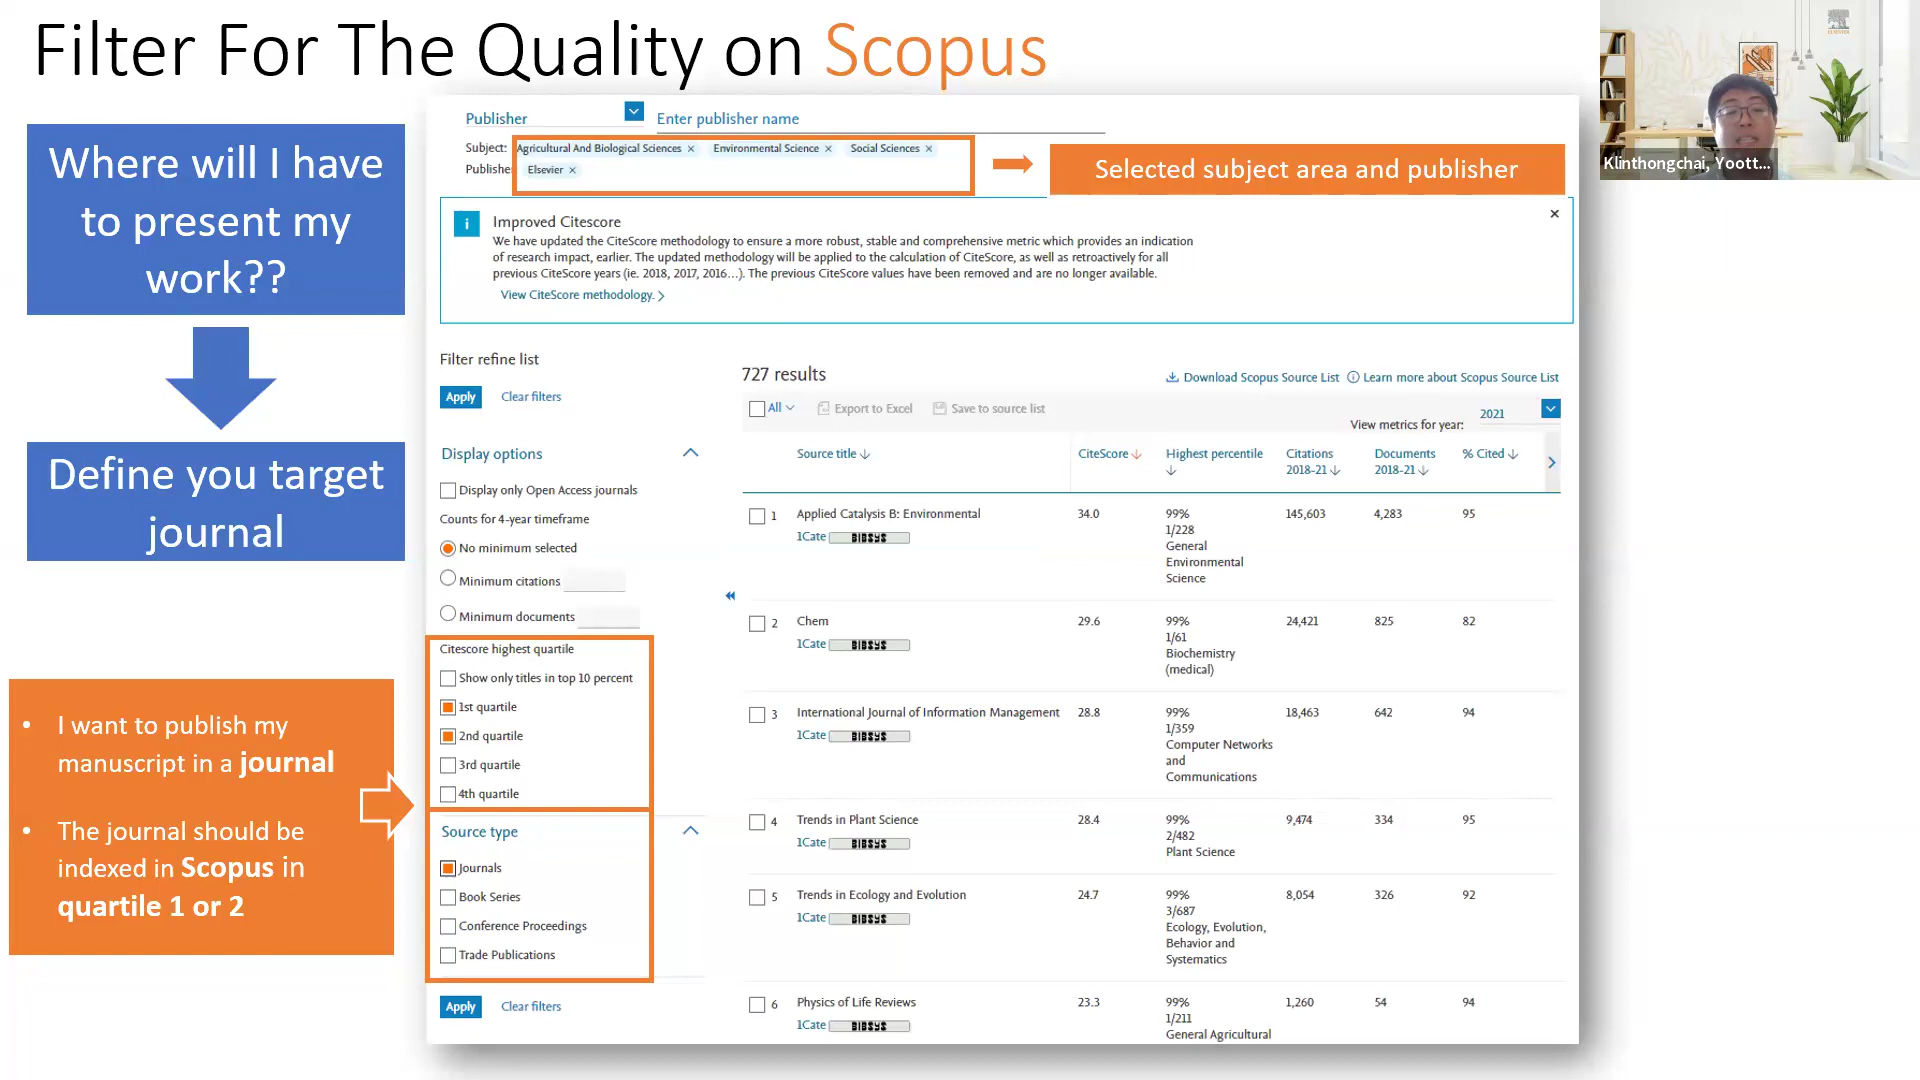 Filter For The Quality on Scopus
Where will I have
to present my
work??
Define you target
journal
• I want to publish my
manuscript in a journal
• The journal should be
indexed in Scopus in
quartile 1 or 2
Publisher
Enter publisher name
Subject: Agricultural And Biological Sciences × Environmental Science × Social Sciences ×
Publishe Elsevier ×
Selected subject area and publisher
i Improved Citescore ×
We have updated the CiteScore methodology to ensure a more robust, stable and comprehensive metric which provides an indication
of research impact, earlier. The updated methodology will be applied to the calculation of CiteScore, as well as retroactively for all
previous CiteScore years (ie. 2018, 2017, 2016...). The previous CiteScore values have been removed and are no longer available.
View CiteScore methodology. >
Filter refine list
Apply Clear filters
Display options
Display only Open Access journals
Counts for 4-year timeframe
No minimum selected
Minimum citations
Minimum documents
Citescore highest quartile
Show only titles in top 10 percent
1st quartile
2nd quartile
3rd quartile
4th quartile
Source type
Journals
Book Series
Conference Proceedings
Trade Publications
Apply Clear filters
727 results
Download Scopus Source List Learn more about Scopus Source List
All Export to Excel Save to source list
View metrics for year: 2021
Source title↓ CiteScore↓ Highest percentile Citations Documents % Cited↓ >
↓ 2018-21↓ 2018-21↓
1 Applied Catalysis B: Environmental 34.0 99% 145,603 4,283 95
1/228
1Cate BIBSYS General
Environmental
Science
2 Chem 29.6 99% 24,421 825 82
1/61
1Cate BIBSYS Biochemistry
(medical)
3 International Journal of Information Management 28.8 99% 18,463 642 94
1/359
1Cate BIBSYS Computer Networks
and
Communications
4 Trends in Plant Science 28.4 99% 9,474 334 95
2/482
1Cate BIBSYS Plant Science
5 Trends in Ecology and Evolution 24.7 99% 8,054 326 92
3/687
1Cate BIBSYS Ecology, Evolution,
Behavior and
Systematics
6 Physics of Life Reviews 23.3 99% 1,260 54 94
1/211
1Cate BIBSYS General Agricultural
Klinthongchai, Yoott...
ELSEVIER